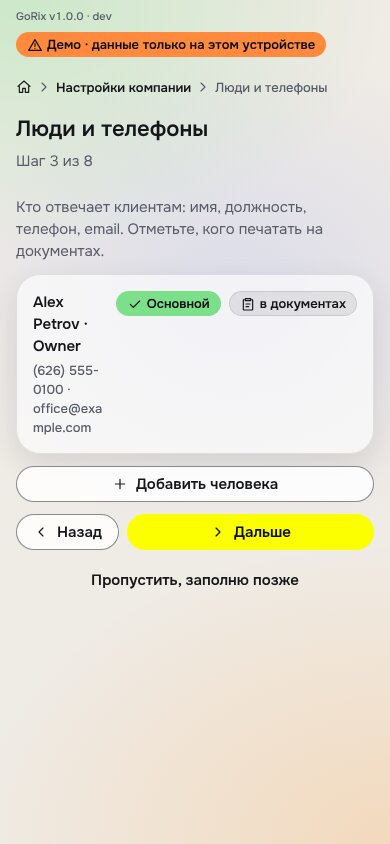 GoRix v1.0.0 · dev
Демо · данные только на этом устройстве
Настройки компании
Люди и телефоны
Люди и телефоны
Шаг 3 из 8
Кто отвечает клиентам: имя, должность,
телефон, email. Отметьте, кого печатать на
документах.
Alex
Petrov ·
Owner
Основной
в документах
(626) 555-
0100 ·
office@exa
mple.com
Добавить человека
Назад
Дальше
Пропустить, заполню позже